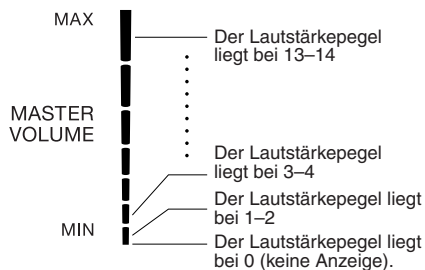 MAX
Der Lautstärkepegel
liegt bei 13–14
MASTER
VOLUME
Der Lautstärkepegel
liegt bei 3–4
Der Lautstärkepegel liegt
bei 1–2
MIN
Der Lautstärkepegel liegt
bei 0 (keine Anzeige).